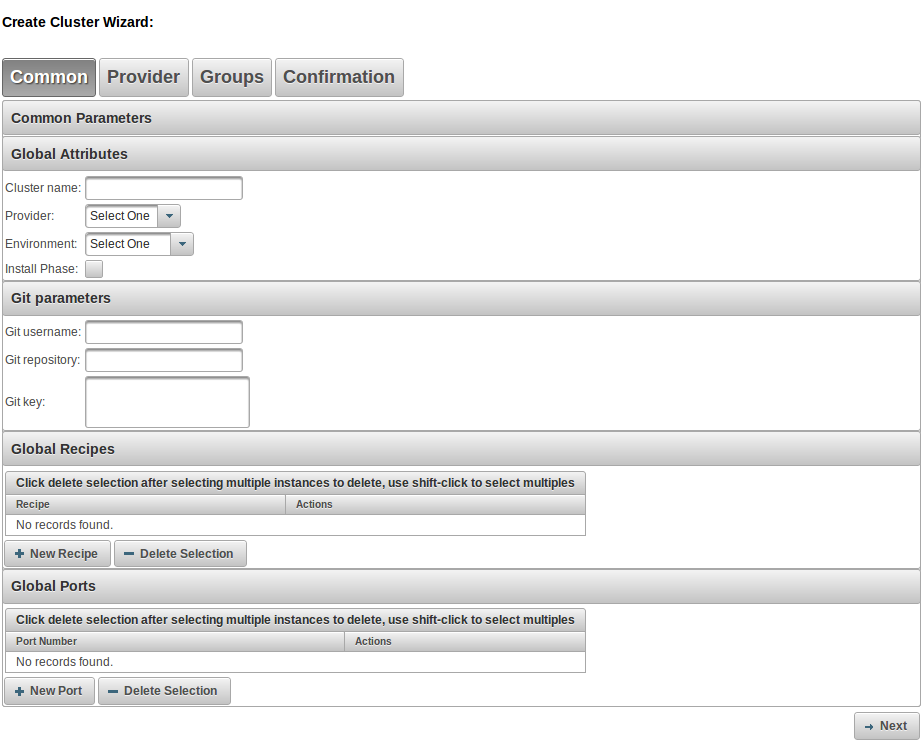 Create Cluster Wizard:
Common Provider Groups Confirmation
Common Parameters
Global Attributes
Cluster name:
Provider: Select One
Environment: Select One
Install Phase:
Git parameters
Git username:
Git repository:
Git key:
Global Recipes
Click delete selection after selecting multiple instances to delete, use shift-click to select multiples
Recipe Actions
No records found.
New Recipe Delete Selection
Global Ports
Click delete selection after selecting multiple instances to delete, use shift-click to select multiples
Port Number Actions
No records found.
New Port Delete Selection
Next